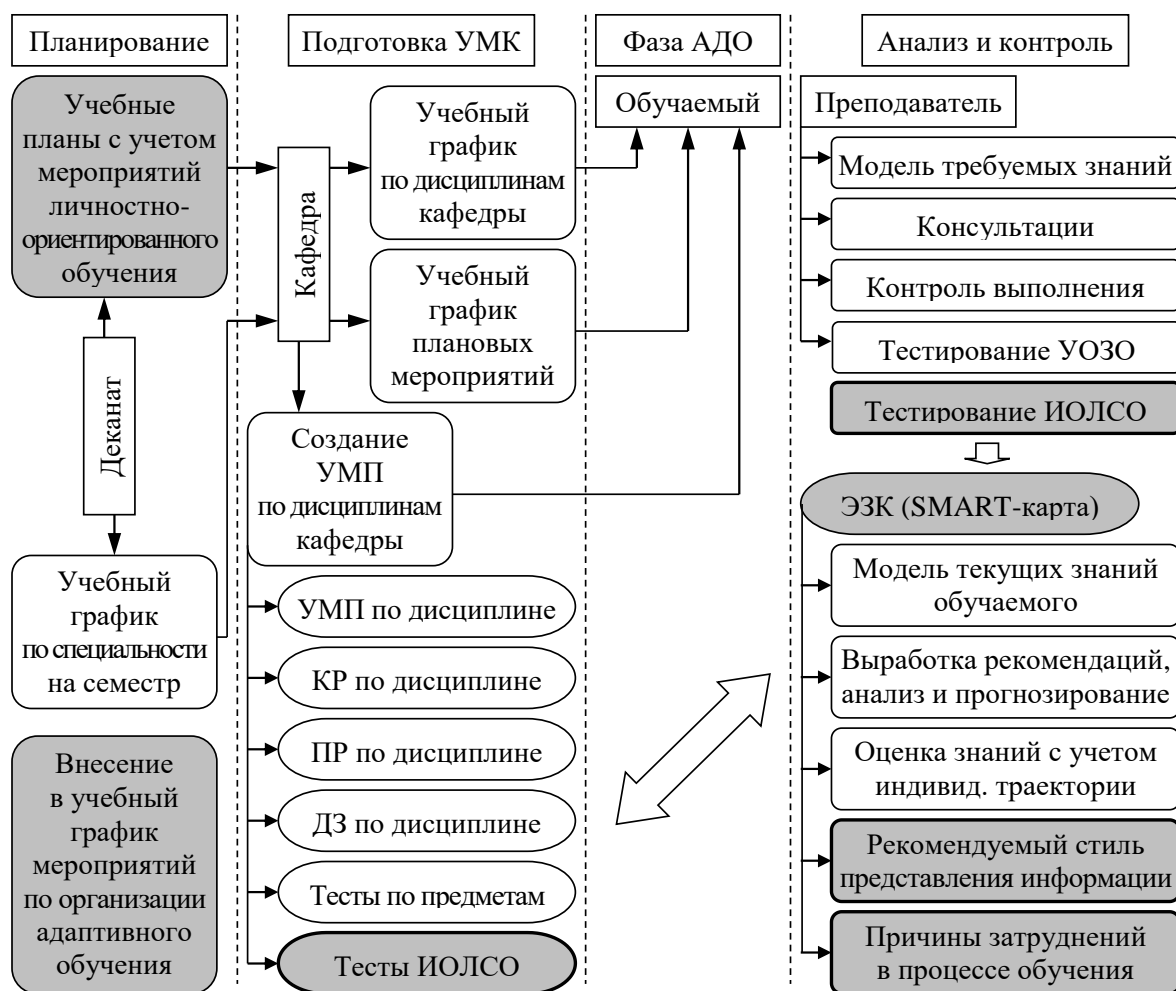 Планирование
Учебные
планы с учетом
мероприятий
личностно-
ориентированного
обучения
Деканат
Учебный
график
по специальности
на семестр
Внесение
в учебный
график
мероприятий
по организации
адаптивного
обучения
Подготовка УМК
Кафедра
Учебный
график
по дисциплинам
кафедры
Учебный
график
плановых
мероприятий
Создание
УМП
по дисциплинам
кафедры
УМП по дисциплине
КР по дисциплине
ПР по дисциплине
ДЗ по дисциплине
Тесты по предметам
Тесты ИОЛСО
Фаза АДО
Обучаемый
Анализ и контроль
Преподаватель
Модель требуемых знаний
Консультации
Контроль выполнения
Тестирование УОЗО
Тестирование ИОЛСО
ЭЗК (SMART-карта)
Модель текущих знаний
обучаемого
Выработка рекомендаций,
анализ и прогнозирование
Оценка знаний с учетом
индивид. траектории
Рекомендуемый стиль
представления информации
Причины затруднений
в процессе обучения